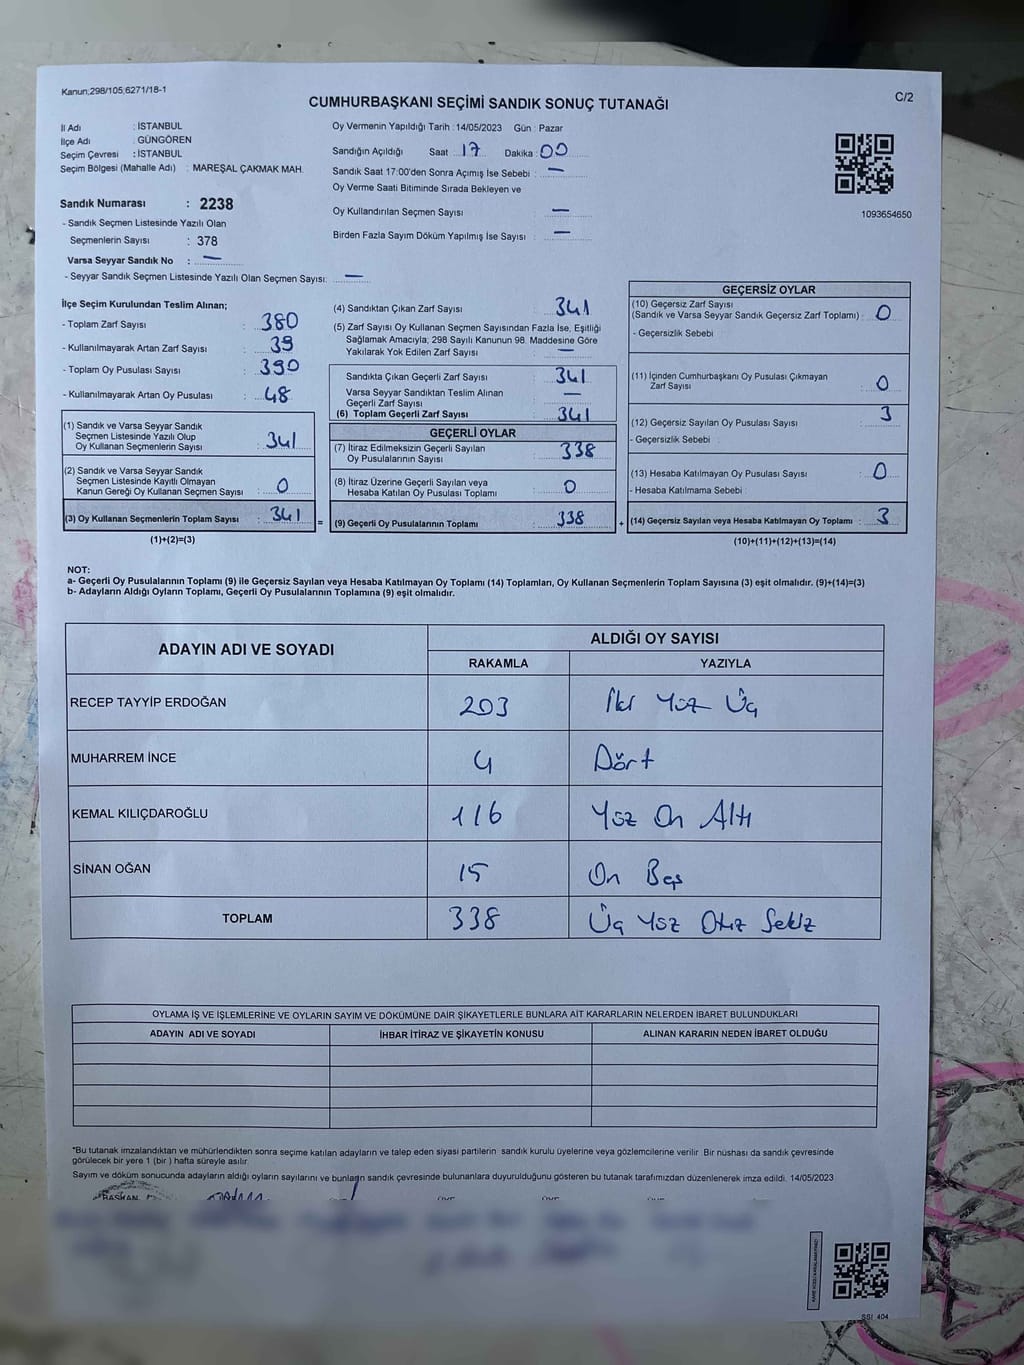 Kanun;298/105;6271/18-1
C/2
CUMHURBAŞKANI SEÇİMİ SANDIK SONUÇ TUTANAĞI
İl Adı : İSTANBUL
İlçe Adı : GÜNGÖREN
Seçim Çevresi : İSTANBUL
Seçim Bölgesi (Mahalle Adı) : MAREŞAL ÇAKMAK MAH.
Sandık Numarası : 2238
- Sandık Seçmen Listesinde Yazılı Olan
Seçmenlerin Sayısı : 378
Varsa Seyyar Sandık No : —
- Seyyar Sandık Seçmen Listesinde Yazılı Olan Seçmen Sayısı: —
Oy Vermenin Yapıldığı Tarih : 14/05/2023 Gün : Pazar
Sandığın Açıldığı Saat : 17 Dakika : 00
Sandık Saat 17:00'den Sonra Açımış İse Sebebi : —
Oy Verme Saati Bitiminde Sırada Bekleyen ve
Oy Kullandırılan Seçmen Sayısı : —
Birden Fazla Sayım Döküm Yapılmış İse Sayısı : —
1093654650
İlçe Seçim Kurulundan Teslim Alınan;
- Toplam Zarf Sayısı : 380
- Kullanılmayarak Artan Zarf Sayısı : 39
- Toplam Oy Pusulası Sayısı : 390
- Kullanılmayarak Artan Oy Pusulası : 48
(1) Sandık ve Varsa Seyyar Sandık
Seçmen Listesinde Yazılı Olup
Oy Kullanan Seçmenlerin Sayısı : 341
(2) Sandık ve Varsa Seyyar Sandık
Seçmen Listesinde Kayıtlı Olmayan
Kanun Gereği Oy Kullanan Seçmen Sayısı : 0
(3) Oy Kullanan Seçmenlerin Toplam Sayısı : 341
(1)+(2)=(3)
(4) Sandıktan Çıkan Zarf Sayısı : 341
(5) Zarf Sayısı Oy Kullanan Seçmen Sayısından Fazla İse, Eşitliği
Sağlamak Amacıyla; 298 Sayılı Kanunun 98. Maddesine Göre
Yakılarak Yok Edilen Zarf Sayısı : —
Sandıkta Çıkan Geçerli Zarf Sayısı : 341
Varsa Seyyar Sandıktan Teslim Alınan
Geçerli Zarf Sayısı : —
(6) Toplam Geçerli Zarf Sayısı : 341
GEÇERLİ OYLAR
(7) İtiraz Edilmeksizin Geçerli Sayılan
Oy Pusulalarının Sayısı : 338
(8) İtiraz Üzerine Geçerli Sayılan veya
Hesaba Katılan Oy Pusulası Toplamı : 0
= (9) Geçerli Oy Pusulalarının Toplamı : 338
GEÇERSİZ OYLAR
(10) Geçersiz Zarf Sayısı
(Sandık ve Varsa Seyyar Sandık Geçersiz Zarf Toplamı) : 0
- Geçersizlik Sebebi :
(11) İçinden Cumhurbaşkanı Oy Pusulası Çıkmayan
Zarf Sayısı : 0
(12) Geçersiz Sayılan Oy Pusulası Sayısı : 3
- Geçersizlik Sebebi :
(13) Hesaba Katılmayan Oy Pusulası Sayısı : 0
- Hesaba Katılmama Sebebi :
+ (14) Geçersiz Sayılan veya Hesaba Katılmayan Oy Toplamı : 3
(10)+(11)+(12)+(13)=(14)
NOT:
a- Geçerli Oy Pusulalarının Toplamı (9) ile Geçersiz Sayılan veya Hesaba Katılmayan Oy Toplamı (14) Toplamları, Oy Kullanan Seçmenlerin Toplam Sayısına (3) eşit olmalıdır. (9)+(14)=(3)
b- Adayların Aldığı Oyların Toplamı, Geçerli Oy Pusulalarının Toplamına (9) eşit olmalıdır.
ADAYIN ADI VE SOYADI ALDIĞI OY SAYISI
RAKAMLA YAZIYLA
RECEP TAYYİP ERDOĞAN 203 İki Yüz Üç
MUHARREM İNCE 4 Dört
KEMAL KILIÇDAROĞLU 116 Yüz On Altı
SİNAN OĞAN 15 On Beş
TOPLAM 338 Üç Yüz Otuz Sekiz
OYLAMA İŞ VE İŞLEMLERİNE VE OYLARIN SAYIM VE DÖKÜMÜNE DAİR ŞİKAYETLERLE BUNLARA AİT KARARLARIN NELERDEN İBARET BULUNDUKLARI
ADAYIN ADI VE SOYADI İHBAR İTİRAZ VE ŞİKAYETİN KONUSU ALINAN KARARIN NEDEN İBARET OLDUĞU
*Bu tutanak imzalandıktan ve mühürlendikten sonra seçime katılan adayların ve talep eden siyasi partilerin sandık kurulu üyelerine veya gözlemcilerine verilir. Bir nüshası da sandık çevresinde
görülecek bir yere 1 (bir ) hafta süreyle asılır.
Sayım ve döküm sonucunda adayların aldığı oyların sayılarını ve bunların sandık çevresinde bulunanlara duyurulduğunu gösteren bu tutanak tarafımızdan düzenlenerek imza edildi. 14/05/2023
BAŞKAN